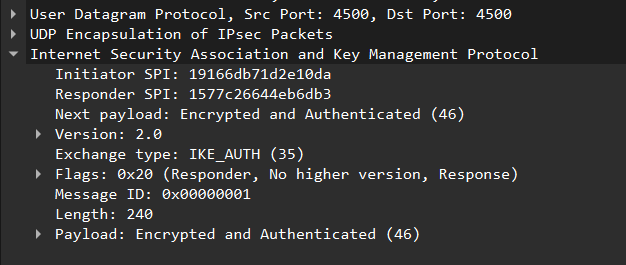 User Datagram Protocol, Src Port: 4500, Dst Port: 4500
UDP Encapsulation of IPsec Packets
Internet Security Association and Key Management Protocol
Initiator SPI: 19166db71d2e10da
Responder SPI: 1577c26644eb6db3
Next payload: Encrypted and Authenticated (46)
Version: 2.0
Exchange type: IKE_AUTH (35)
Flags: 0x20 (Responder, No higher version, Response)
Message ID: 0x00000001
Length: 240
Payload: Encrypted and Authenticated (46)